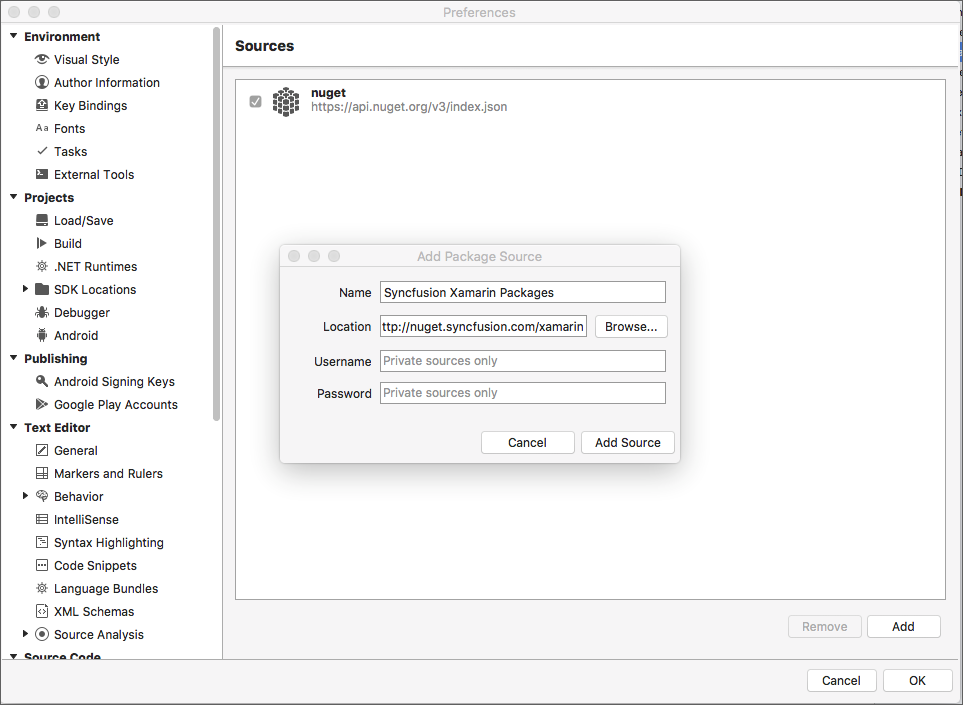 Preferences
Environment
Visual Style
Author Information
Key Bindings
Aa Fonts
Tasks
External Tools
Projects
Load/Save
Build
.NET Runtimes
SDK Locations
Debugger
Android
Publishing
Android Signing Keys
Google Play Accounts
Text Editor
General
Markers and Rulers
Behavior
IntelliSense
Syntax Highlighting
Code Snippets
Language Bundles
XML Schemas
Source Analysis
Source Code
Sources
nuget
https://api.nuget.org/v3/index.json
Add Package Source
Name Syncfusion Xamarin Packages
Location ttp://nuget.syncfusion.com/xamarin Browse...
Username Private sources only
Password Private sources only
Cancel Add Source
Remove Add
Cancel OK